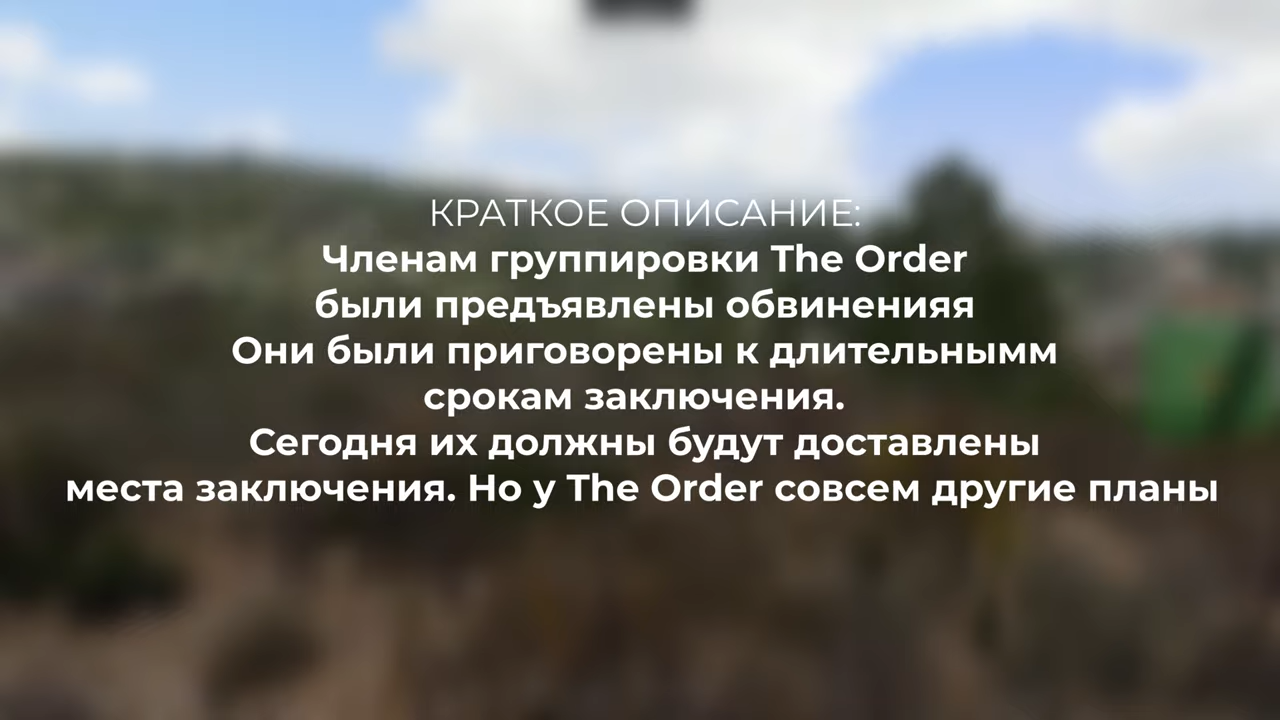 КРАТКОЕ ОПИСАНИЕ:
Членам группировки The Order
были предъявлены обвиненияя
Они были приговорены к длительнымм
срокам заключения.
Сегодня их должны будут доставлены
места заключения. Но у The Order совсем другие планы